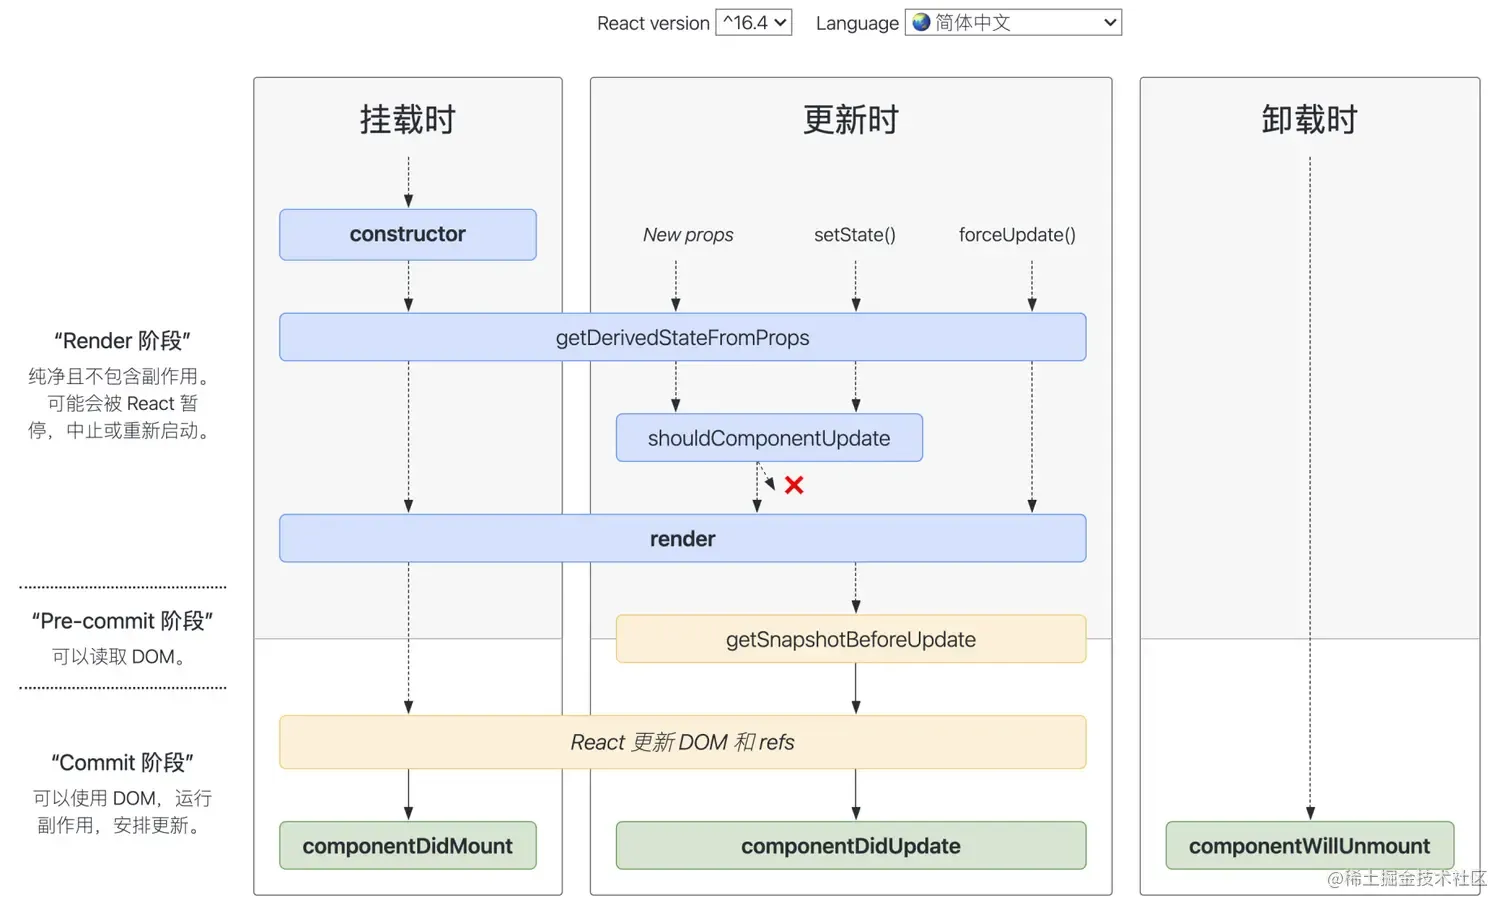 React version ^16.4 Language 简体中文
挂载时
更新时
卸载时
constructor
New props
setState()
forceUpdate()
getDerivedStateFromProps
“Render 阶段”
纯净且不包含副作用。
可能会被 React 暂
停，中止或重新启动。
shouldComponentUpdate
render
“Pre-commit 阶段”
可以读取 DOM。
getSnapshotBeforeUpdate
React 更新 DOM 和 refs
“Commit 阶段”
可以使用 DOM，运行
副作用，安排更新。
componentDidMount
componentDidUpdate
componentWillUnmount
@稀土掘金技术社区